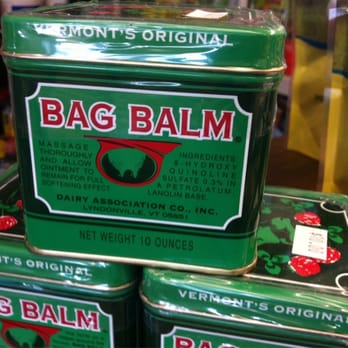 VERMONT'S ORIGINAL
BAG BALM®
MASSAGE
THOROUGHLY
AND ALLOW
OINTMENT TO
REMAIN FOR FULL
SOFTENING EFFECT
INGREDIENTS
8-HYDROXY
QUINOLINE
SULFATE 0.3% IN
A PETROLATUM
LANOLIN BASE.
DAIRY ASSOCIATION CO., INC.
LYNDONVILLE, VT 05851
NET WEIGHT 10 OUNCES
T'S ORIGINAL
BAG BALM
VERMONT'S ORIGINAL
BAG BALM